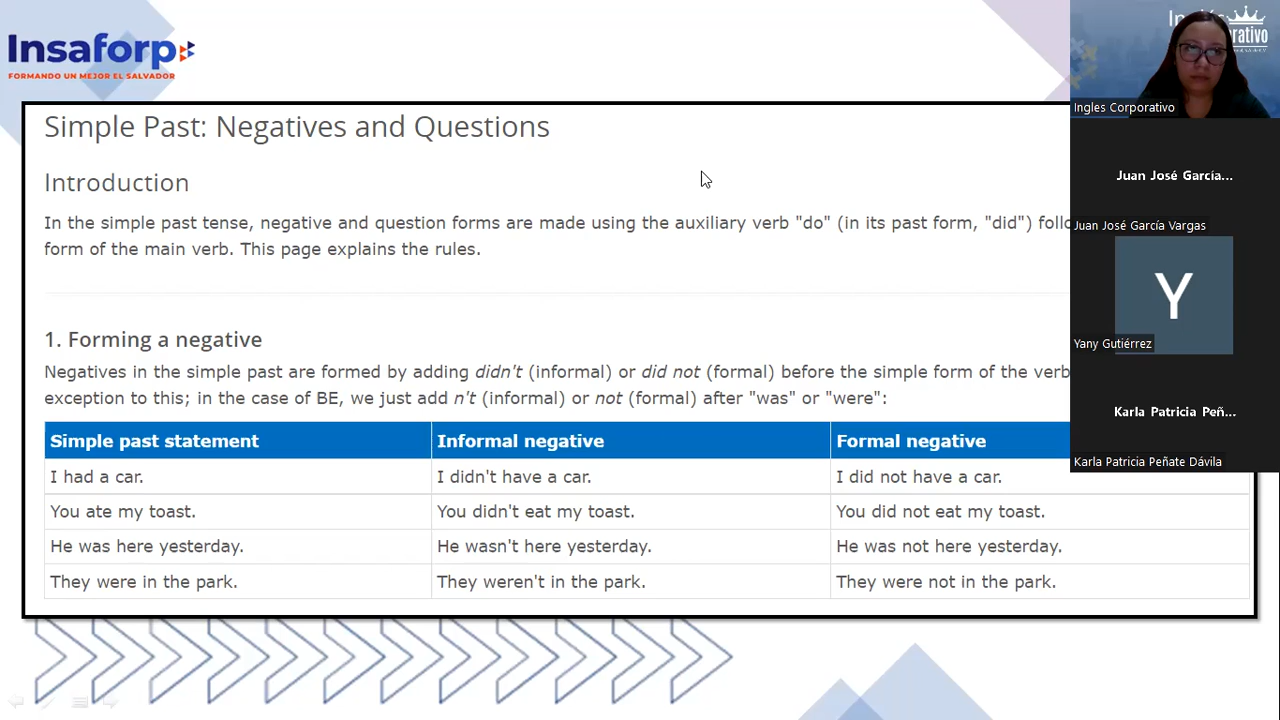 Insaforp
FORMANDO UN MEJOR EL SALVADOR
Simple Past: Negatives and Questions
Introduction
In the simple past tense, negative and question forms are made using the auxiliary verb "do" (in its past form, "did")
form of the main verb. This page explains the rules.
1. Forming a negative
Negatives in the simple past are formed by adding didn't (informal) or did not (formal) before the simple form of the verb
exception to this; in the case of BE, we just add n't (informal) or not (formal) after "was" or "were":
Simple past statement Informal negative Formal negative
I had a car. I didn't have a car. I did not have a car.
You ate my toast. You didn't eat my toast. You did not eat my toast.
He was here yesterday. He wasn't here yesterday. He was not here yesterday.
They were in the park. They weren't in the park. They were not in the park.
Ingles Corporativo
Juan José García...
Juan José García Vargas
Y
Yany Gutiérrez
Karla Patricia Peñ...
Karla Patricia Peñate Dávila